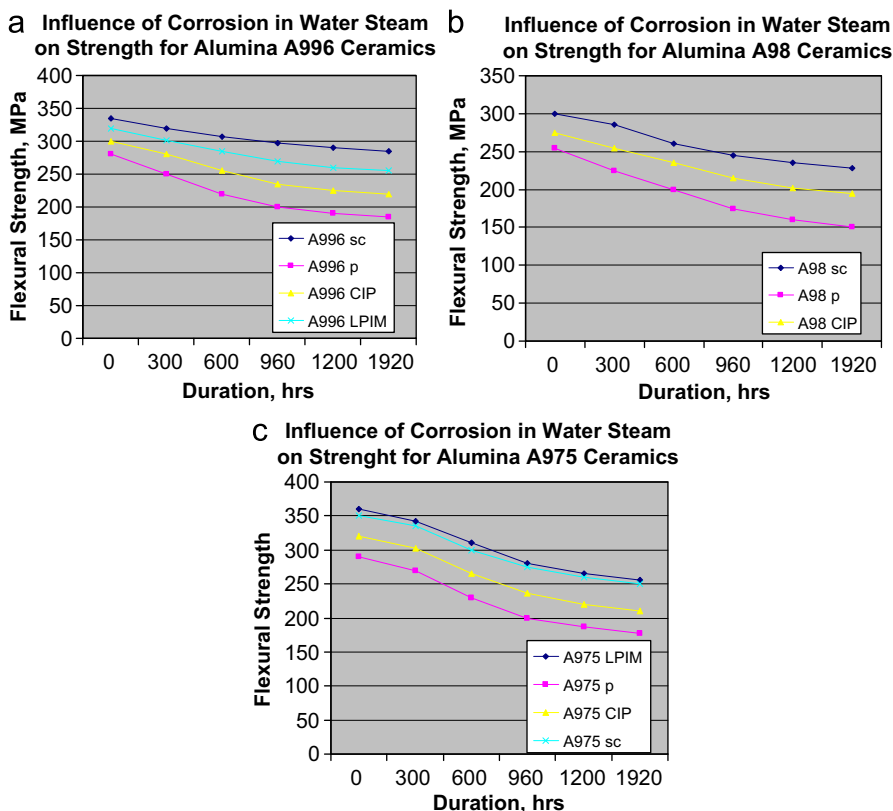 a
Influence of Corrosion in Water Steam
on Strength for Alumina A996 Ceramics
Flexural Strength, MPa
400
350
300
250
200
150
100
50
0
A996 sc
A996 p
A996 CIP
A996 LPIM
0 300 600 960 1200 1920
Duration, hrs
b
Influence of Corrosion in Water Steam
on Strength for Alumina A98 Ceramics
Flexural Strength, MPa
350
300
250
200
150
100
50
0
A98 sc
A98 p
A98 CIP
0 300 600 960 1200 1920
Duration, hrs
c
Influence of Corrosion in Water Steam
on Strenght for Alumina A975 Ceramics
Flexural Strength
400
350
300
250
200
150
100
50
0
A975 LPIM
A975 p
A975 CIP
A975 sc
0 300 600 960 1200 1920
Duration, hrs